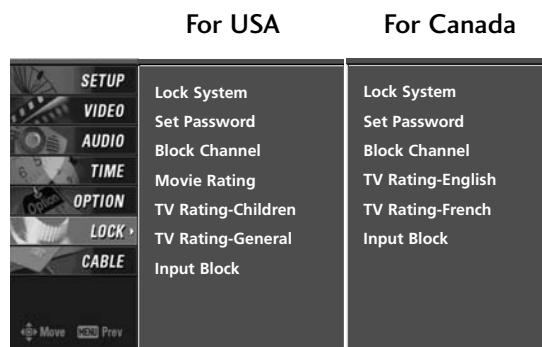 For USA
For Canada
SETUP
VIDEO
AUDIO
TIME
OPTION
LOCK
CABLE
Move MENU Prev
Lock System
Set Password
Block Channel
Movie Rating
TV Rating-Children
TV Rating-General
Input Block
Lock System
Set Password
Block Channel
TV Rating-English
TV Rating-French
Input Block